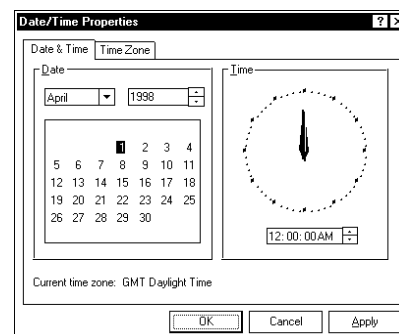 Date/Time Properties
Date & Time
Time Zone
Date
April
1998
1 2 3 4
5 6 7 8 9 10 11
12 13 14 15 16 17 18
19 20 21 22 23 24 25
26 27 28 29 30
Time
12:00:00AM
Current time zone: GMT Daylight Time
OK
Cancel
Apply